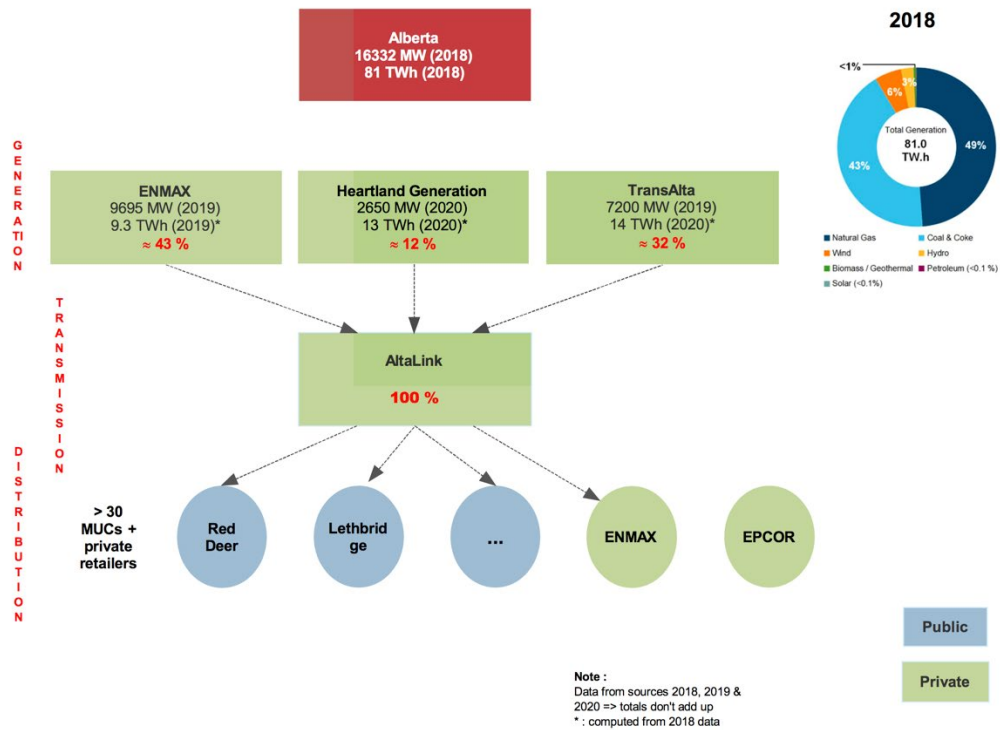 Alberta
16332 MW (2018)
81 TWh (2018)
2018
<1%
3%
6%
49%
43%
Total Generation
81.0
TW.h
Natural Gas
Coal & Coke
Wind
Hydro
Biomass / Geothermal
Petroleum (<0.1 %)
Solar (<0.1%)
GENERATION
ENMAX
9695 MW (2019)
9.3 TWh (2019)*
≈ 43 %
Heartland Generation
2650 MW (2020)
13 TWh (2020)*
≈ 12 %
TransAlta
7200 MW (2019)
14 TWh (2020)*
≈ 32 %
TRANSMISSION
AltaLink
100 %
DISTRIBUTION
> 30
MUCs +
private
retailers
Red
Deer
Lethbrid
ge
...
ENMAX
EPCOR
Public
Private
Note :
Data from sources 2018, 2019 &
2020 => totals don't add up
* : computed from 2018 data